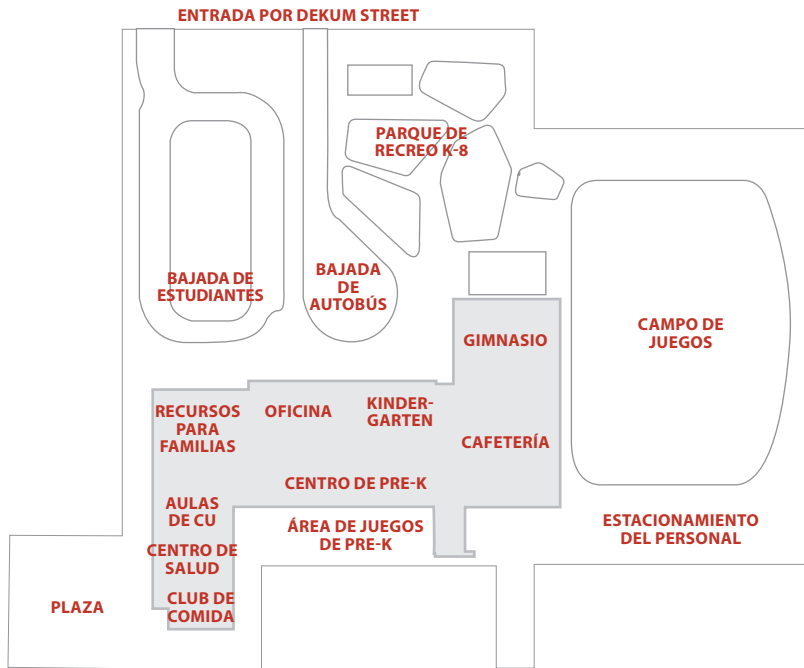 ENTRADA POR DEKUM STREET
PARQUE DE
RECREO K-8
BAJADA DE
ESTUDIANTES
BAJADA
DE
AUTOBÚS
GIMNASIO
CAMPO DE
JUEGOS
RECURSOS
PARA
FAMILIAS
OFICINA
KINDER-
GARTEN
CAFETERÍA
CENTRO DE PRE-K
AULAS
DE CU
ÁREA DE JUEGOS
DE PRE-K
ESTACIONAMIENTO
DEL PERSONAL
CENTRO DE
SALUD
PLAZA
CLUB DE
COMIDA